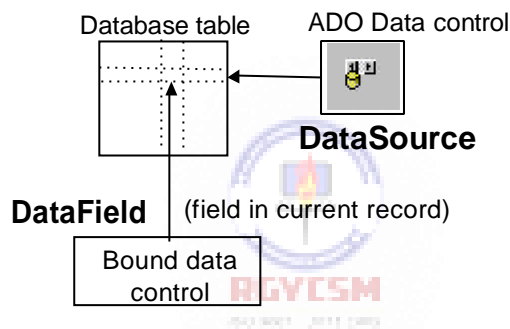 Database table
ADO Data control
DataSource
DataField
(field in current record)
Bound data
control
RGYCSM